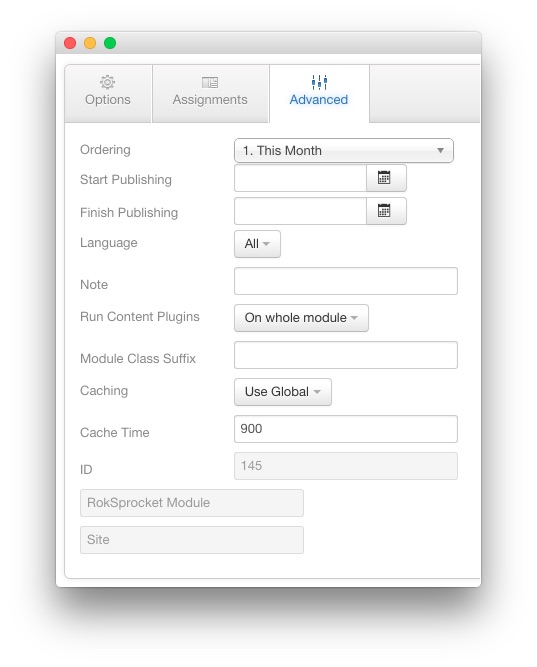 Options
Assignments
Advanced
Ordering
1. This Month
Start Publishing
Finish Publishing
Language
All
Note
Run Content Plugins
On whole module
Module Class Suffix
Caching
Use Global
Cache Time
900
ID
145
RokSprocket Module
Site